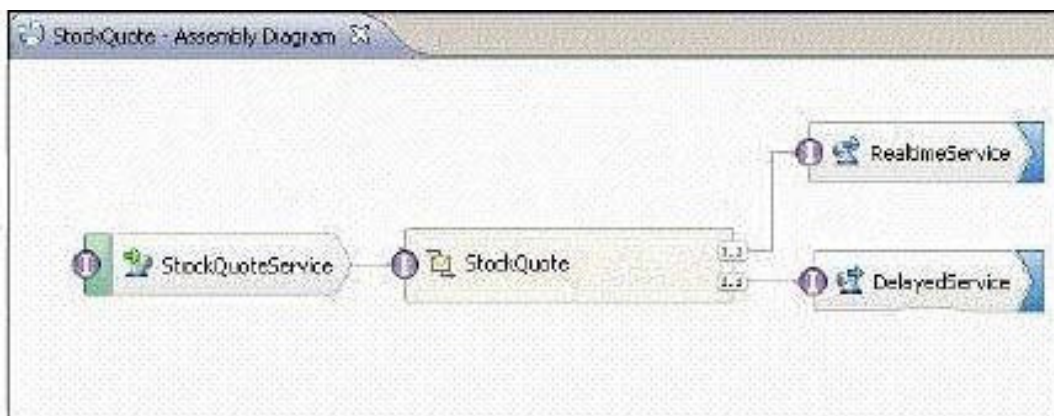 StockQuote - Assembly Diagram
RealtimeService
StockQuoteService
StockQuote
1..1
1..1
DelayedService